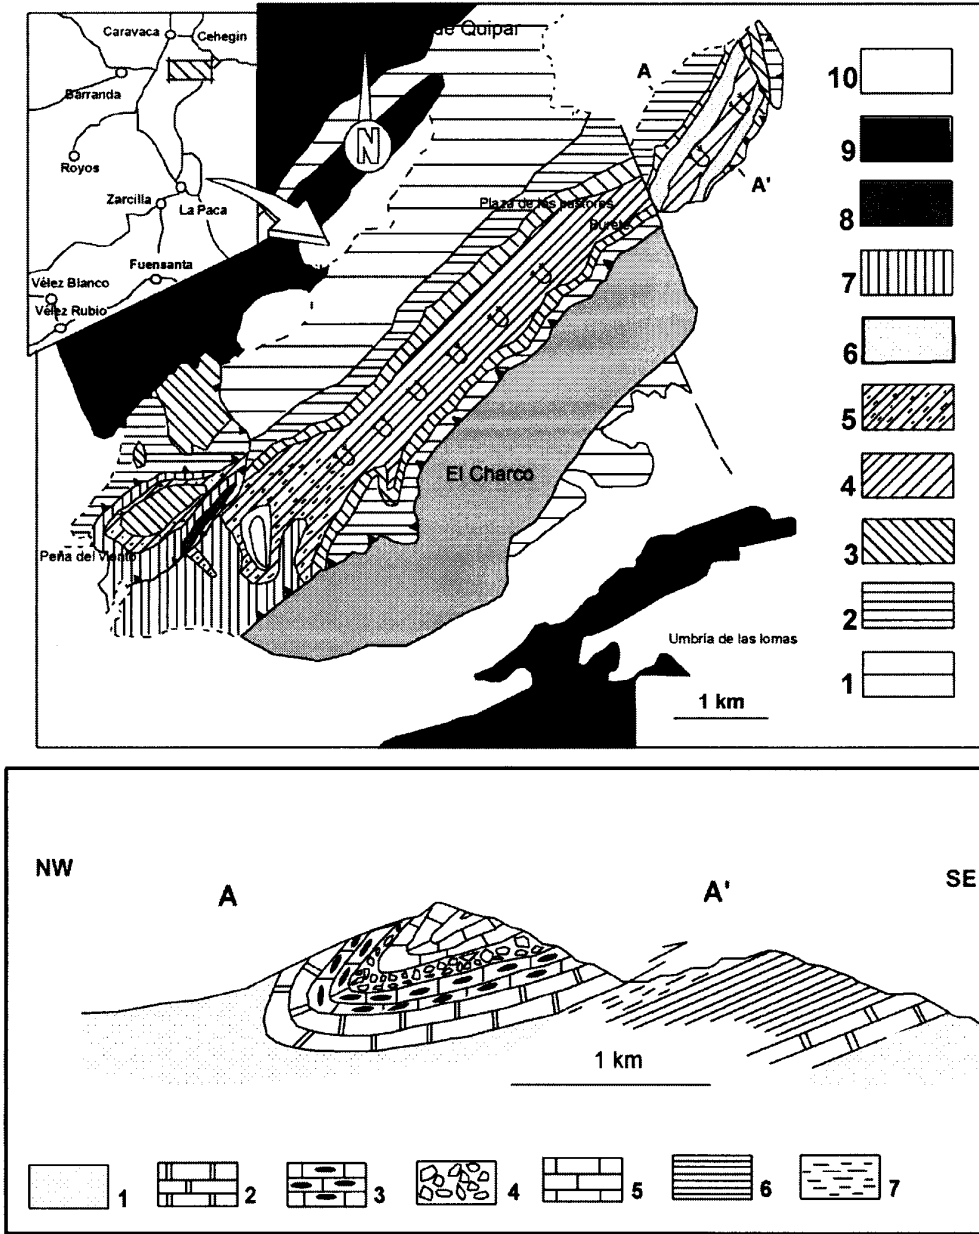 Caravaca
Cehegin
Barranda
Royos
Zarcilla
La Paca
Fuensanta
Vélez Blanco
Vélez Rubio
de Quipar
N
A
A'
Plaza de los pastores
Burete
El Charco
Peña del Viento
Umbría de las lomas
1 km
10
9
8
7
6
5
4
3
2
1
NW
A
A'
SE
1 km
1
2
3
4
5
6
7